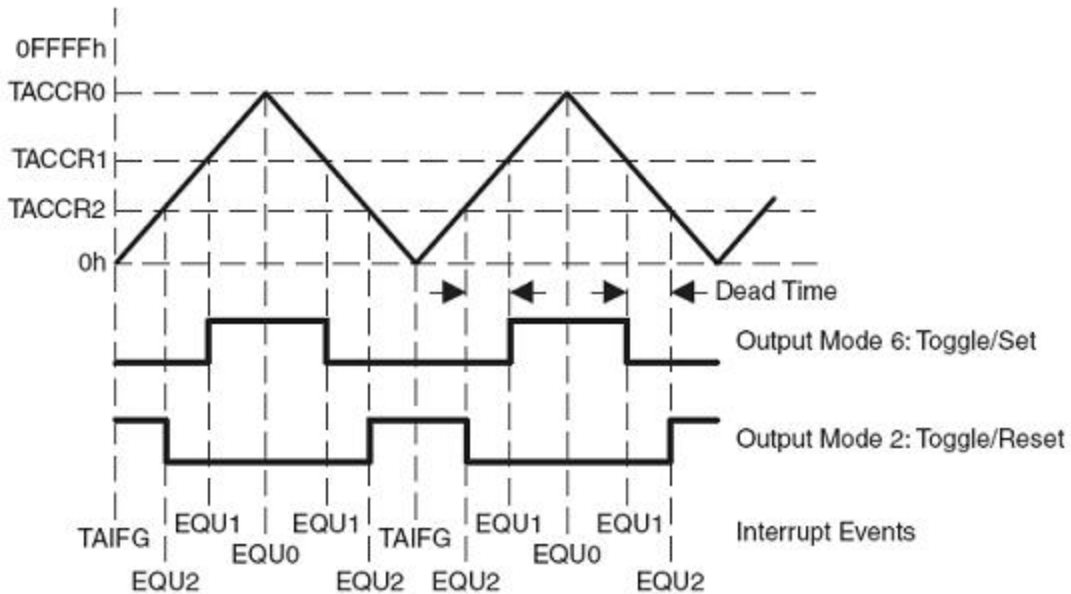 0FFFFh
TACCR0
TACCR1
TACCR2
0h
Dead Time
Output Mode 6: Toggle/Set
Output Mode 2: Toggle/Reset
EQU1 EQU1 EQU1 EQU1
TAIFG TAIFG Interrupt Events
EQU0 EQU0
EQU2 EQU2 EQU2 EQU2